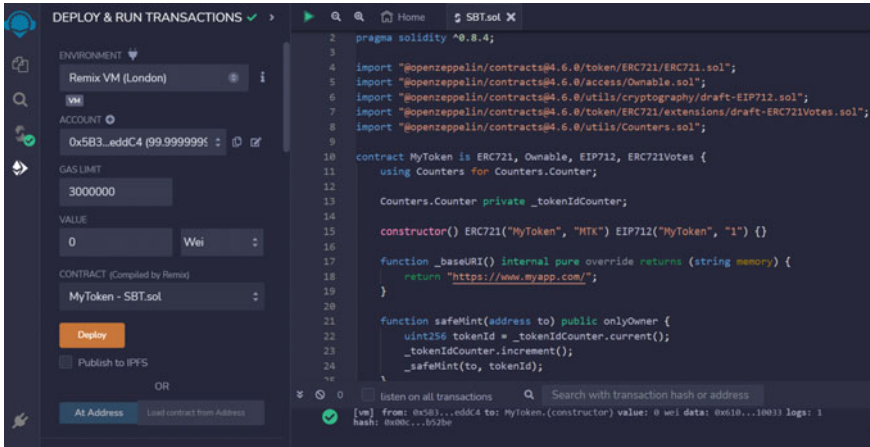 DEPLOY & RUN TRANSACTIONS
ENVIRONMENT
Remix VM (London)
VM
ACCOUNT
0x5B3...eddC4 (99.9999999
GAS LIMIT
3000000
VALUE
0
Wei
CONTRACT (Compiled by Remix)
MyToken - SBT.sol
Deploy
Publish to IPFS
OR
At Address
Load contract from Address
Home
SBT.sol
2 pragma solidity ^0.8.4;
3
4 import "@openzeppelin/contracts@4.6.0/token/ERC721/ERC721.sol";
5 import "@openzeppelin/contracts@4.6.0/access/Ownable.sol";
6 import "@openzeppelin/contracts@4.6.0/utils/cryptography/draft-EIP712.sol";
7 import "@openzeppelin/contracts@4.6.0/token/ERC721/extensions/draft-ERC721Votes.sol";
8 import "@openzeppelin/contracts@4.6.0/utils/Counters.sol";
9
10 contract MyToken is ERC721, Ownable, EIP712, ERC721Votes {
11 using Counters for Counters.Counter;
12
13 Counters.Counter private _tokenIdCounter;
14
15 constructor() ERC721("MyToken", "MTK") EIP712("MyToken", "1") {}
16
17 function _baseURI() internal pure override returns (string memory) {
18 return "https://www.myapp.com/";
19 }
20
21 function safeMint(address to) public onlyOwner {
22 uint256 tokenId = _tokenIdCounter.current();
23 _tokenIdCounter.increment();
24 _safeMint(to, tokenId);
25 }
0
listen on all transactions
Search with transaction hash or address
[vm] from: 0x5B3...eddC4 to: MyToken.(constructor) value: 0 wei data: 0x610...10033 logs: 1
hash: 0x00c...b52be